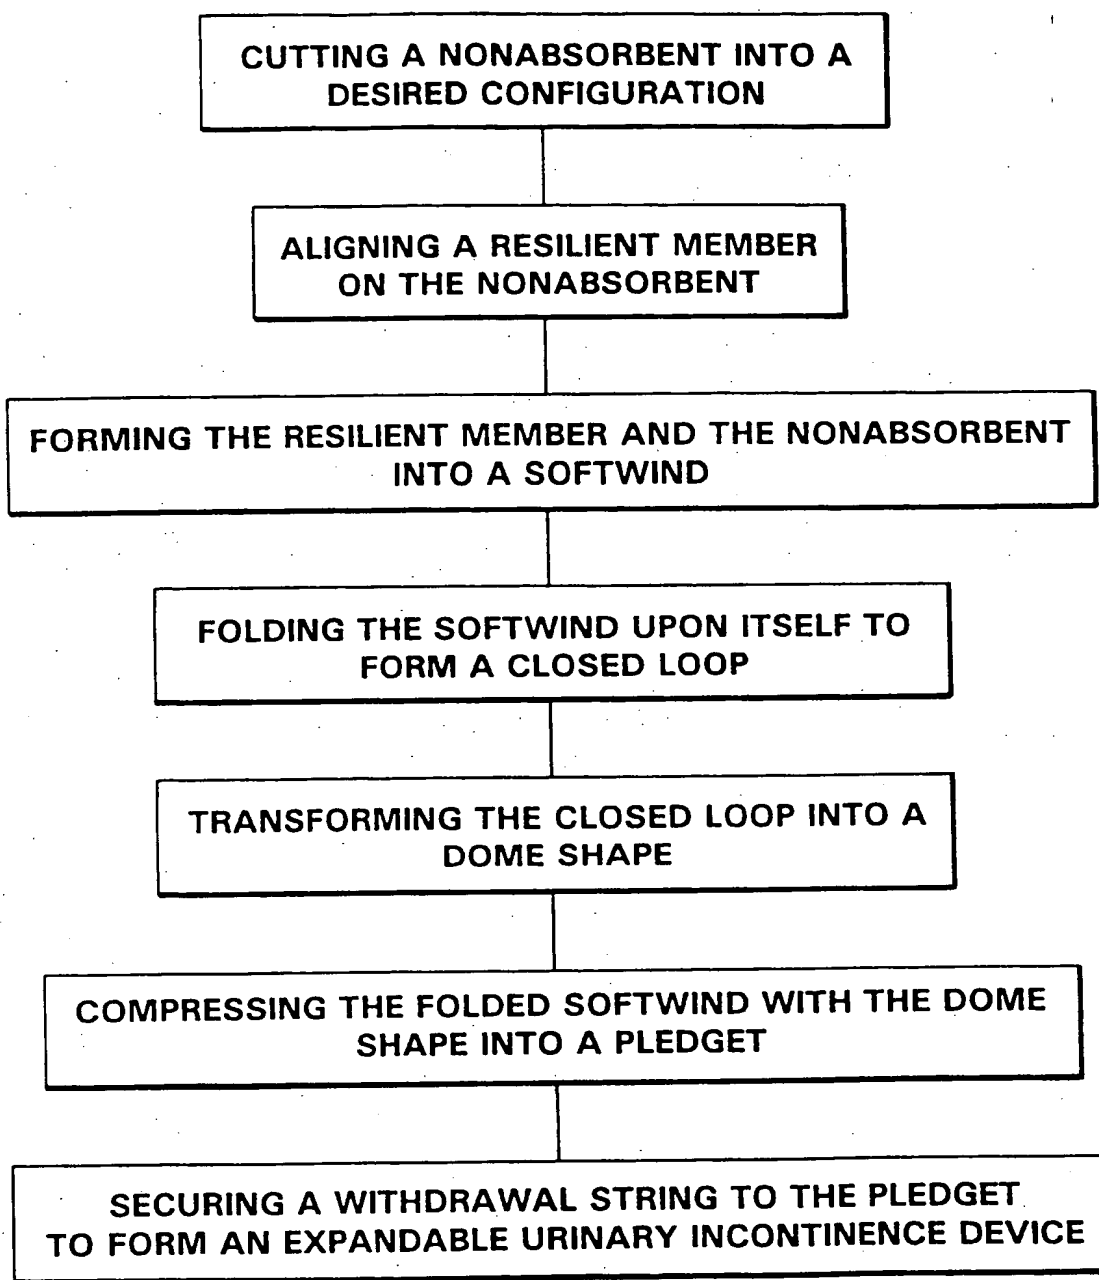 CUTTING A NONABSORBENT INTO A
DESIRED CONFIGURATION
ALIGNING A RESILIENT MEMBER
ON THE NONABSORBENT
FORMING THE RESILIENT MEMBER AND THE NONABSORBENT
INTO A SOFTWIND
FOLDING THE SOFTWIND UPON ITSELF TO
FORM A CLOSED LOOP
TRANSFORMING THE CLOSED LOOP INTO A
DOME SHAPE
COMPRESSING THE FOLDED SOFTWIND WITH THE DOME
SHAPE INTO A PLEDGET
SECURING A WITHDRAWAL STRING TO THE PLEDGET
TO FORM AN EXPANDABLE URINARY INCONTINENCE DEVICE